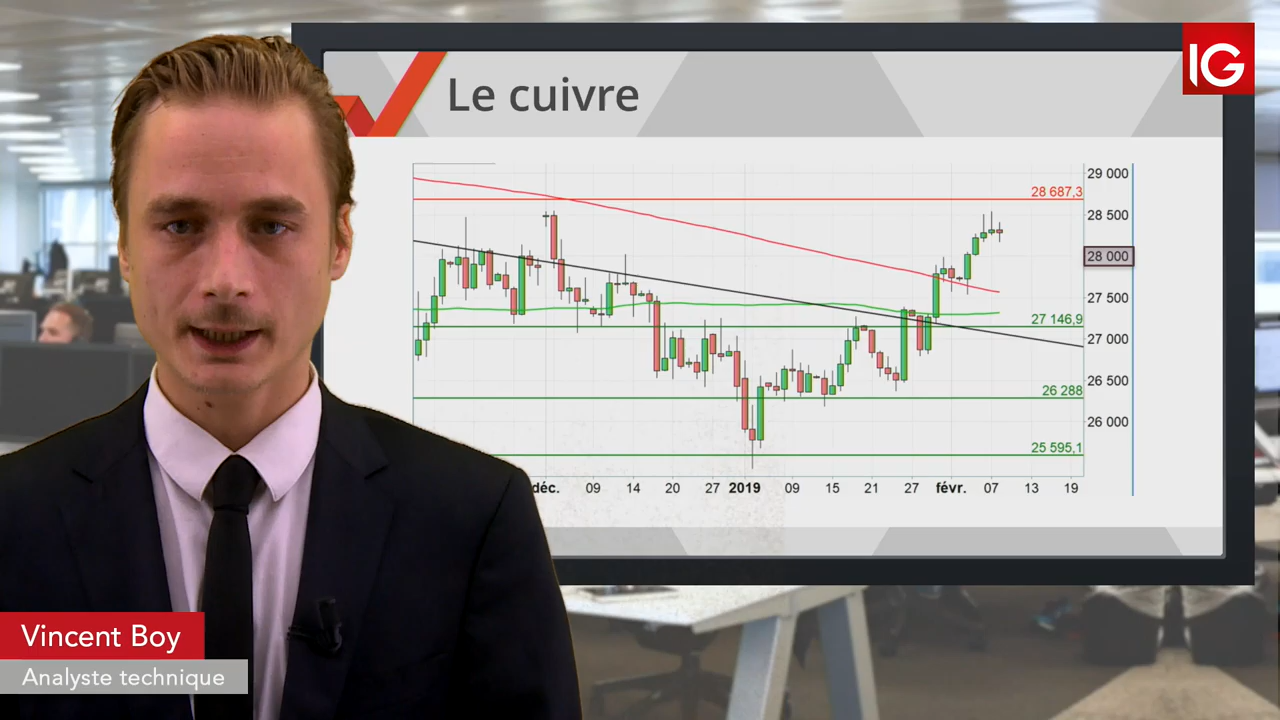 IG
Le cuivre
29 000
28 687,3
28 500
28 000
27 500
27 146,9
27 000
26 500
26 288
26 000
25 595,1
déc. 09 14 20 27 2019 09 15 21 27 févr. 07 13 19
Vincent Boy
Analyste technique